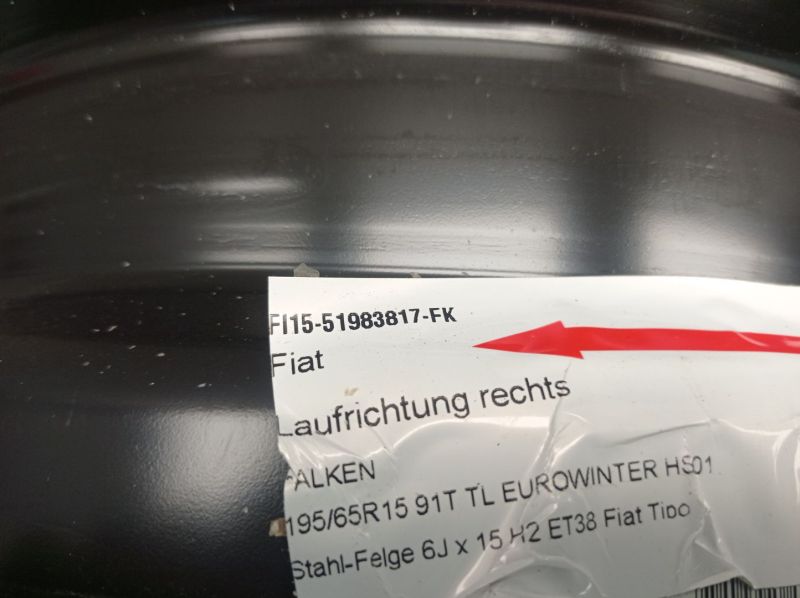 FI15-51983817-FK
Fiat
Laufrichtung rechts
FALKEN
195/65R15 91T TL EUROWINTER HS01
Stahl-Felge 6J x 15 H2 ET38 Fiat Tipo